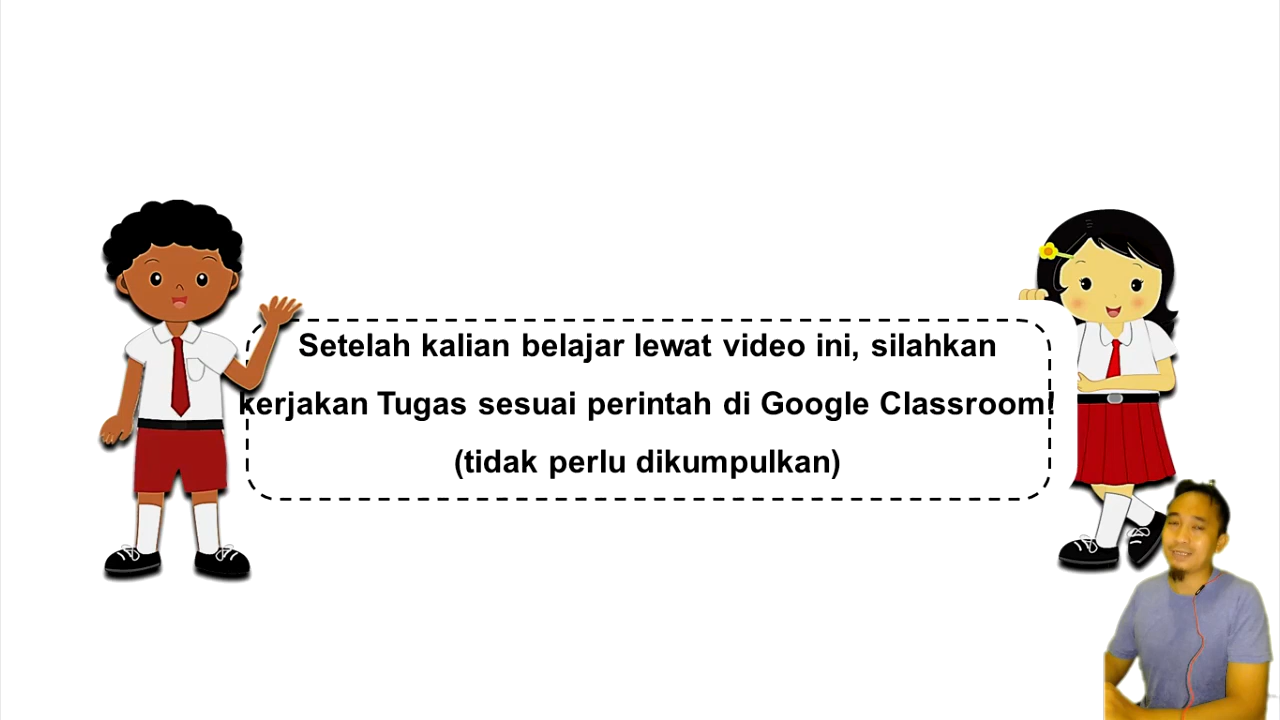 Setelah kalian belajar lewat video ini, silahkan
kerjakan Tugas sesuai perintah di Google Classroom!
(tidak perlu dikumpulkan)